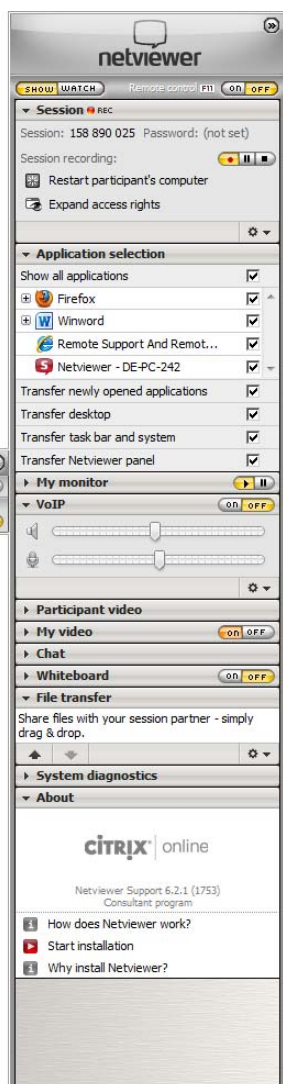 netviewer
SHOW WATCH Remote control F11 on OFF
Session REC
Session: 158 890 025 Password: (not set)
Session recording:
Restart participant's computer
Expand access rights
Application selection
Show all applications
Firefox
Winword
Remote Support And Remot...
Netviewer - DE-PC-242
Transfer newly opened applications
Transfer desktop
Transfer task bar and system
Transfer Netviewer panel
My monitor
VoIP on OFF
Participant video
My video on OFF
Chat
Whiteboard on OFF
File transfer
Share files with your session partner - simply
drag & drop.
System diagnostics
About
CITRIX online
Netviewer Support 6.2.1 (1753)
Consultant program
How does Netviewer work?
Start installation
Why install Netviewer?